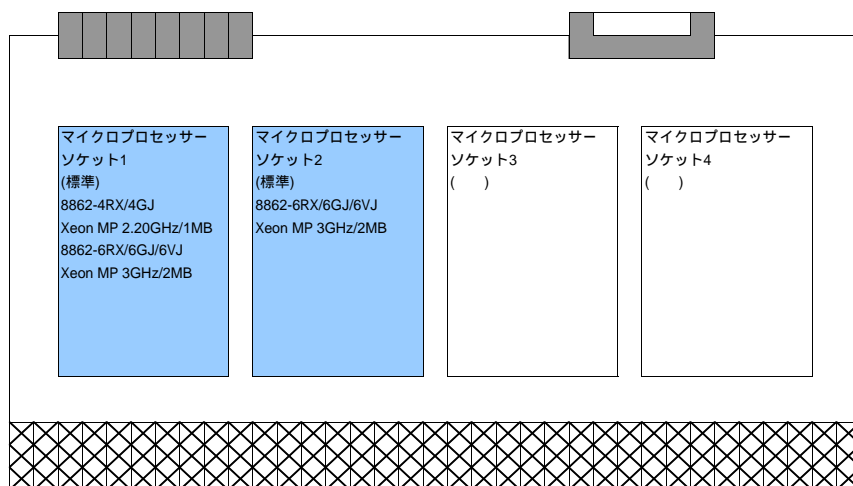 マイクロプロセッサー
ソケット1
(標準)
8862-4RX/4GJ
Xeon MP 2.20GHz/1MB
8862-6RX/6GJ/6VJ
Xeon MP 3GHz/2MB
マイクロプロセッサー
ソケット2
(標準)
8862-6RX/6GJ/6VJ
Xeon MP 3GHz/2MB
マイクロプロセッサー
ソケット3
(　　)
マイクロプロセッサー
ソケット4
(　　)